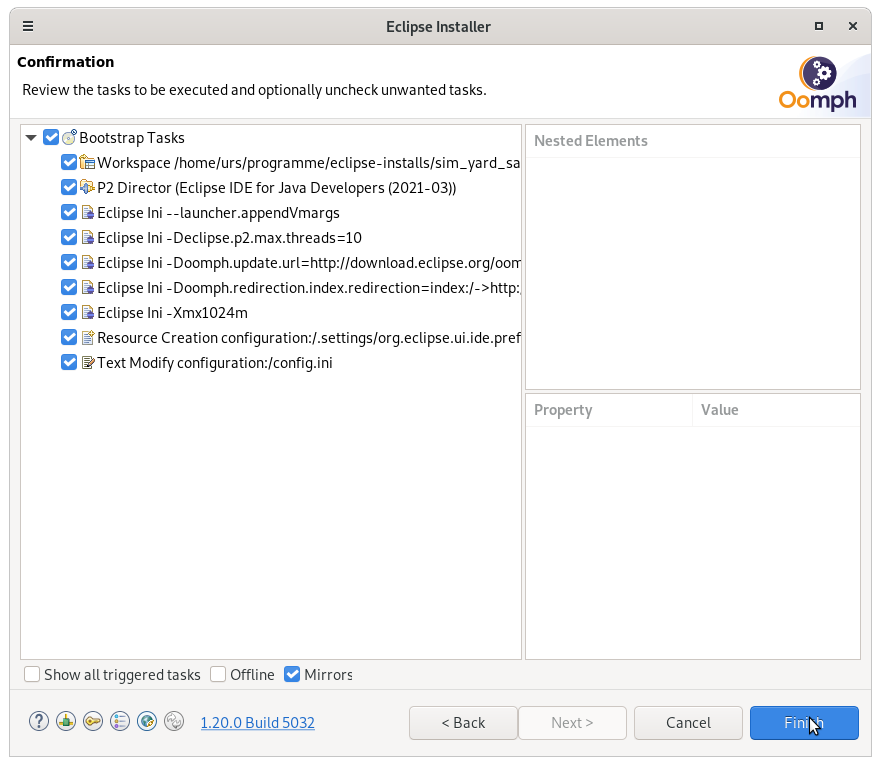 Eclipse Installer
Confirmation
Review the tasks to be executed and optionally uncheck unwanted tasks.
Oomph
Bootstrap Tasks
Workspace /home/urs/programme/eclipse-installs/sim_yard_sa
P2 Director (Eclipse IDE for Java Developers (2021-03))
Eclipse Ini --launcher.appendVmargs
Eclipse Ini -Declipse.p2.max.threads=10
Eclipse Ini -Doomph.update.url=http://download.eclipse.org/oom
Eclipse Ini -Doomph.redirection.index.redirection=index:/->http:
Eclipse Ini -Xmx1024m
Resource Creation configuration:/.settings/org.eclipse.ui.ide.pref
Text Modify configuration:/config.ini
Nested Elements
Property Value
Show all triggered tasks Offline Mirrors
1.20.0 Build 5032 < Back Next > Cancel Finish